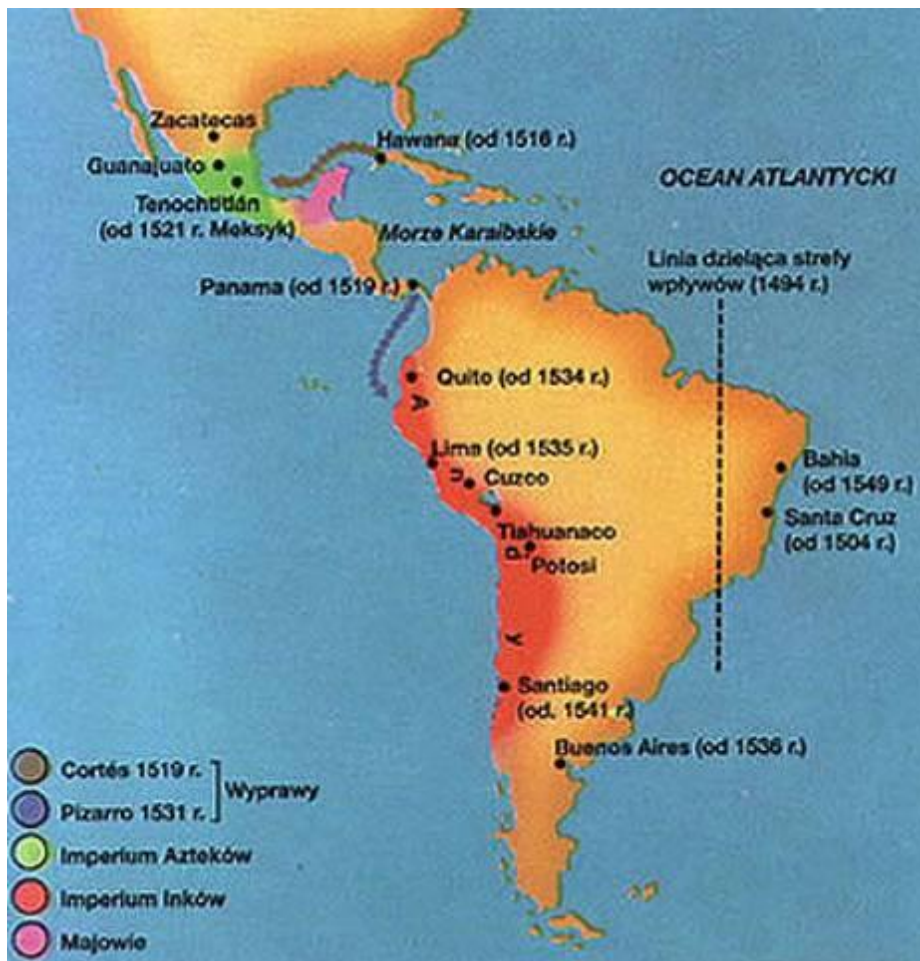 Zacatecas
Guanajuato
Tenochtitlán
(od 1521 r. Meksyk)
Hawana (od 1516 r.)
OCEAN ATLANTYCKI
Morze Karaibskie
Linia dzieląca strefy
wpływów (1494 r.)
Panama (od 1519 r.)
Quito (od 1534 r.)
A
Lima (od 1535 r.)
n
Cuzco
Tiahuanaco
d
Potosi
y
Bahia
(od 1549 r.)
Santa Cruz
(od 1504 r.)
Santiago
(od. 1541 r.)
Buenos Aires (od 1536 r.)
Cortés 1519 r.
Pizarro 1531 r.
Wyprawy
Imperium Azteków
Imperium Inków
Majowie